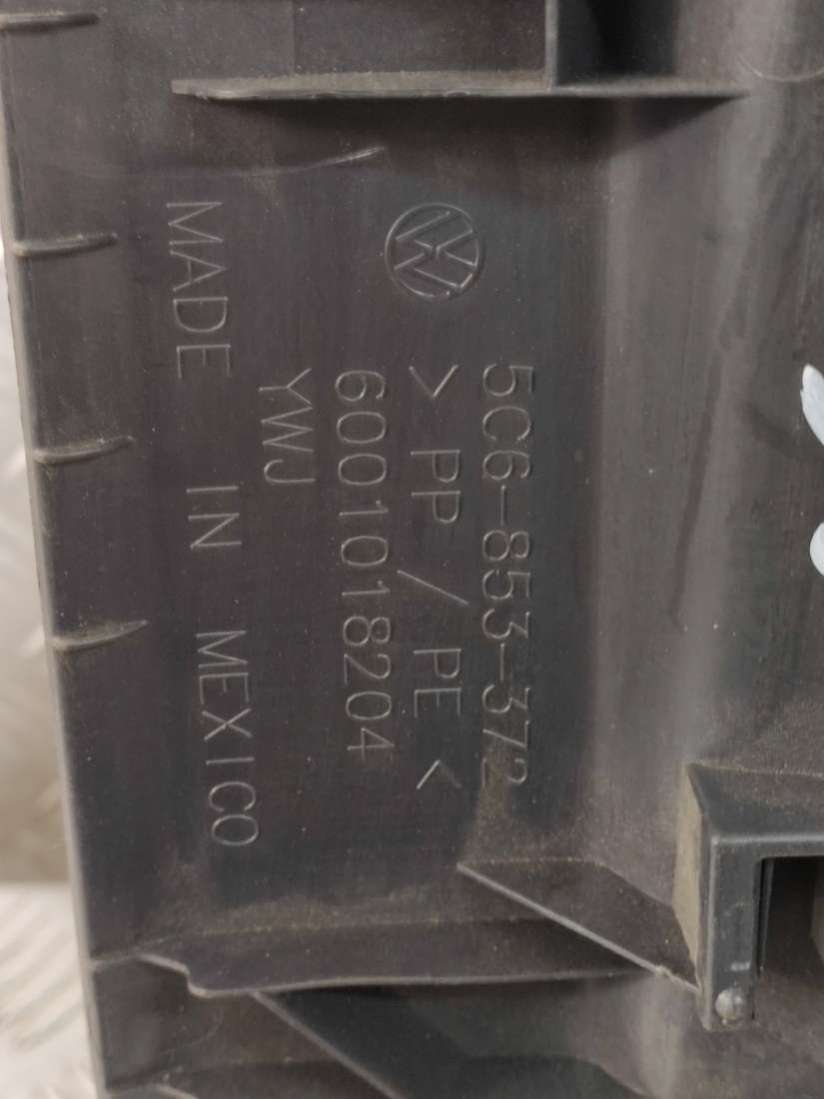 5C6-853-372
> PP / PE <
6001018204
YWJ
MADE IN MEXICO